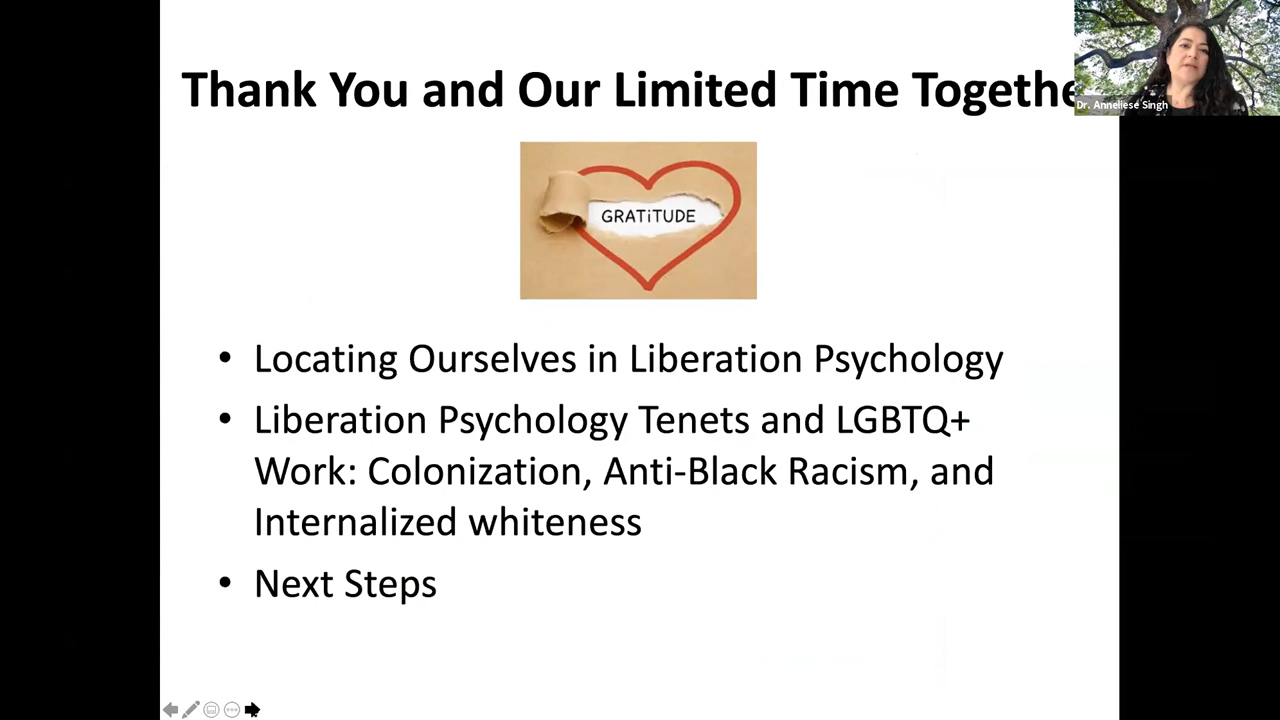 Thank You and Our Limited Time Togethe
Dr. Anneliese Singh
GRATiTUDE
• Locating Ourselves in Liberation Psychology
• Liberation Psychology Tenets and LGBTQ+
Work: Colonization, Anti-Black Racism, and
Internalized whiteness
• Next Steps